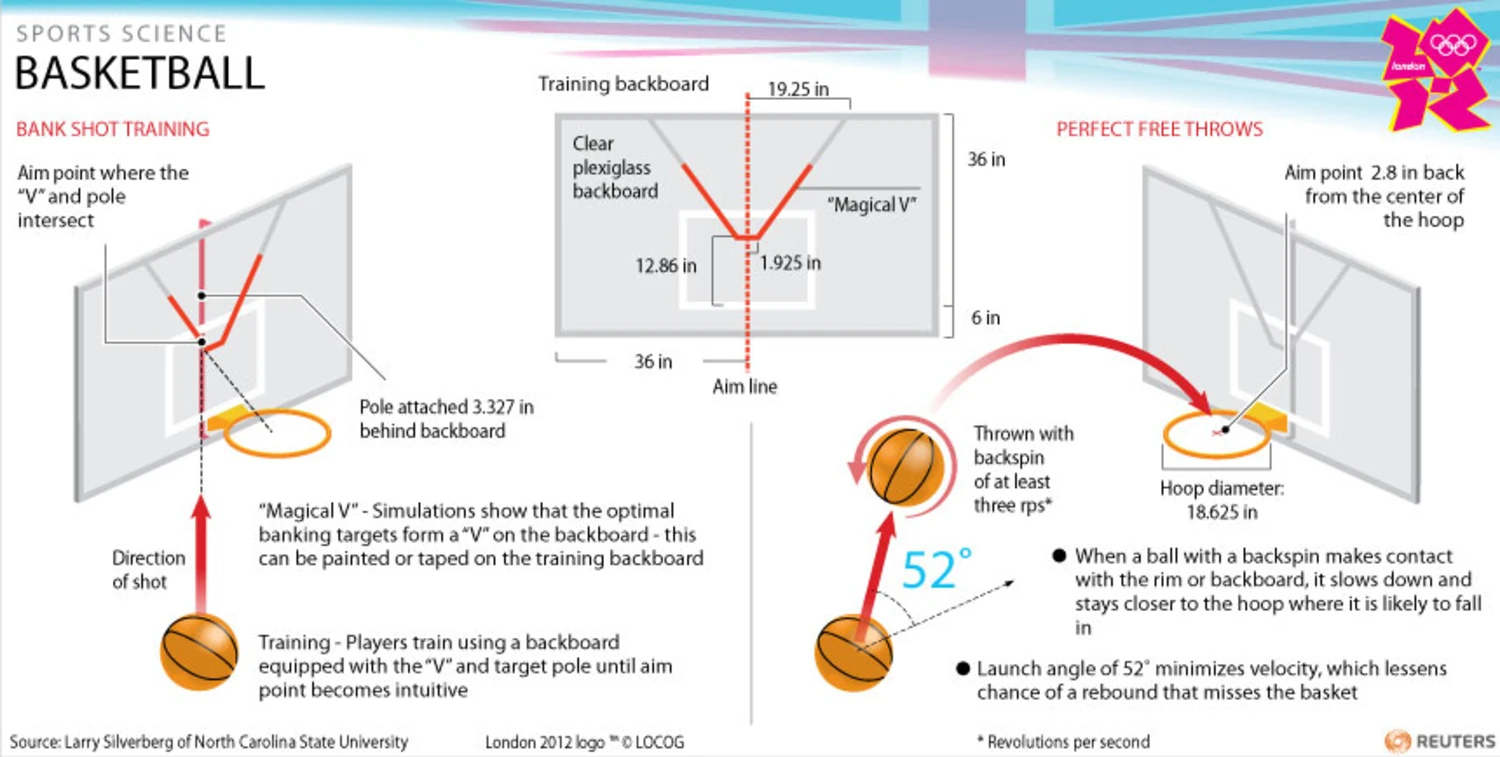 SPORTS SCIENCE
BASKETBALL
BANK SHOT TRAINING
Aim point where the
“V” and pole
intersect
Pole attached 3.327 in
behind backboard
Direction
of shot
“Magical V” - Simulations show that the optimal
banking targets form a “V” on the backboard - this
can be painted or taped on the training backboard
Training - Players train using a backboard
equipped with the “V” and target pole until aim
point becomes intuitive
Training backboard
19.25 in
Clear
plexiglass
backboard
36 in
“Magical V”
12.86 in
1.925 in
6 in
36 in
Aim line
london
PERFECT FREE THROWS
Aim point 2.8 in back
from the center of
the hoop
Thrown with
backspin
of at least
three rps*
Hoop diameter:
18.625 in
52°
● When a ball with a backspin makes contact
with the rim or backboard, it slows down and
stays closer to the hoop where it is likely to fall
in
● Launch angle of 52° minimizes velocity, which lessens
chance of a rebound that misses the basket
Source: Larry Silverberg of North Carolina State University
London 2012 logo ™ © LOCOG
* Revolutions per second
REUTERS